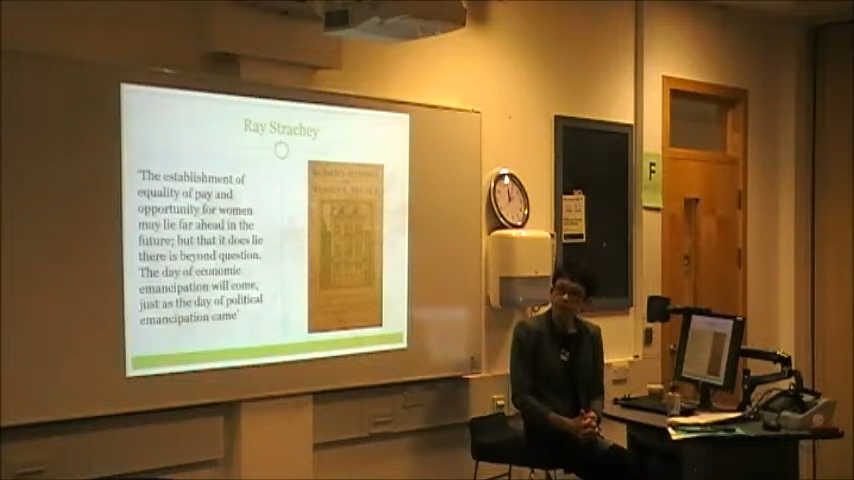 Ray Strachey
'The establishment of
equality of pay and
opportunity for women
may lie far ahead in the
future; but that it does lie
there is beyond question.
The day of economic
emancipation will come,
just as the day of political
emancipation came'
F